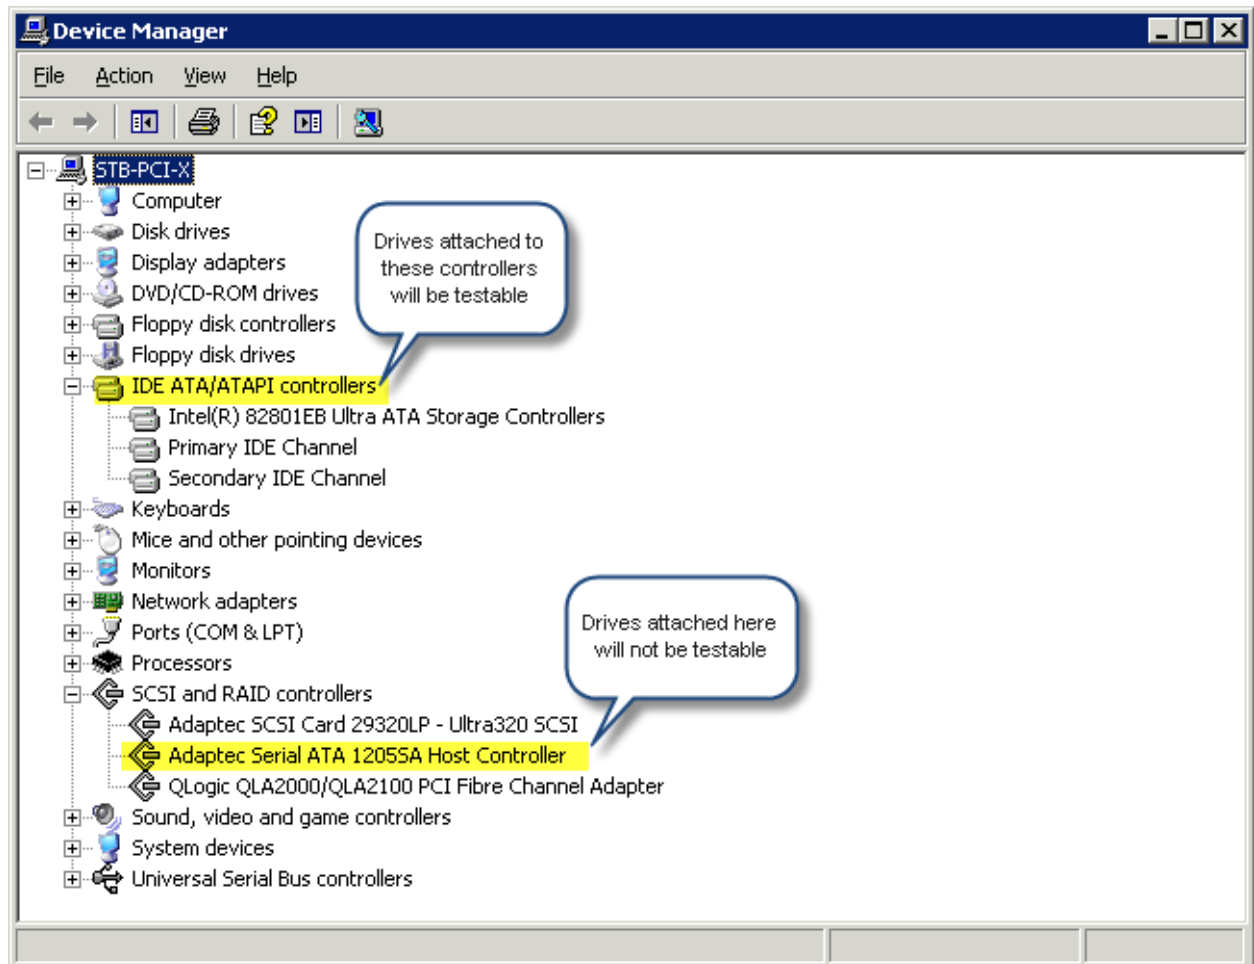 Device Manager
File Action View Help
STB-PCI-X
Computer
Disk drives
Display adapters
DVD/CD-ROM drives
Floppy disk controllers
Floppy disk drives
IDE ATA/ATAPI controllers
Intel(R) 82801EB Ultra ATA Storage Controllers
Primary IDE Channel
Secondary IDE Channel
Keyboards
Mice and other pointing devices
Monitors
Network adapters
Ports (COM & LPT)
Processors
SCSI and RAID controllers
Adaptec SCSI Card 29320LP - Ultra320 SCSI
Adaptec Serial ATA 1205SA Host Controller
QLogic QLA2000/QLA2100 PCI Fibre Channel Adapter
Sound, video and game controllers
System devices
Universal Serial Bus controllers
Drives attached to
these controllers
will be testable
Drives attached here
will not be testable